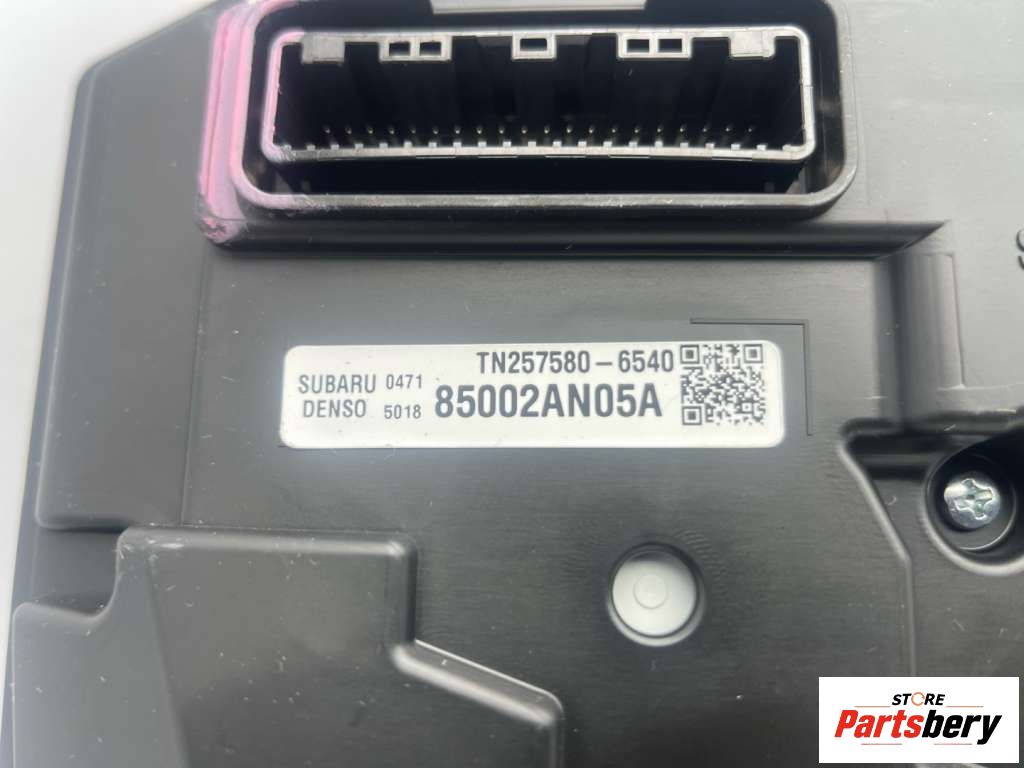 TN257580-6540
SUBARU 0471
DENSO 5018
85002AN05A
STORE
Partsbery